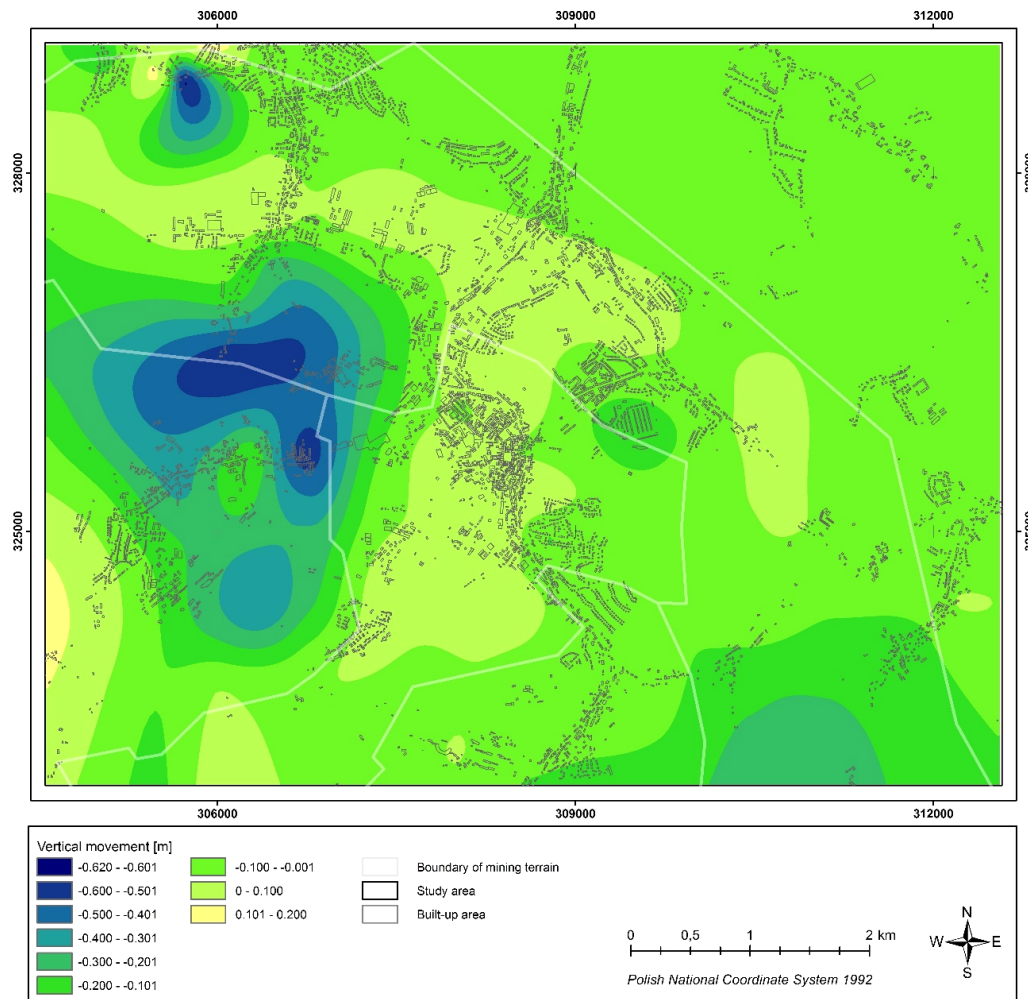 306000 309000 312000
328000 328000
325000 325000
306000 309000 312000
Vertical movement [m]
-0.620 - -0.601
-0.600 - -0.501
-0.500 - -0.401
-0.400 - -0.301
-0.300 - -0,201
-0.200 - -0.101
-0.100 - -0.001
0 - 0.100
0.101 - 0.200
Boundary of mining terrain
Study area
Built-up area
0 0,5 1 2 km
Polish National Coordinate System 1992
N
W E
S